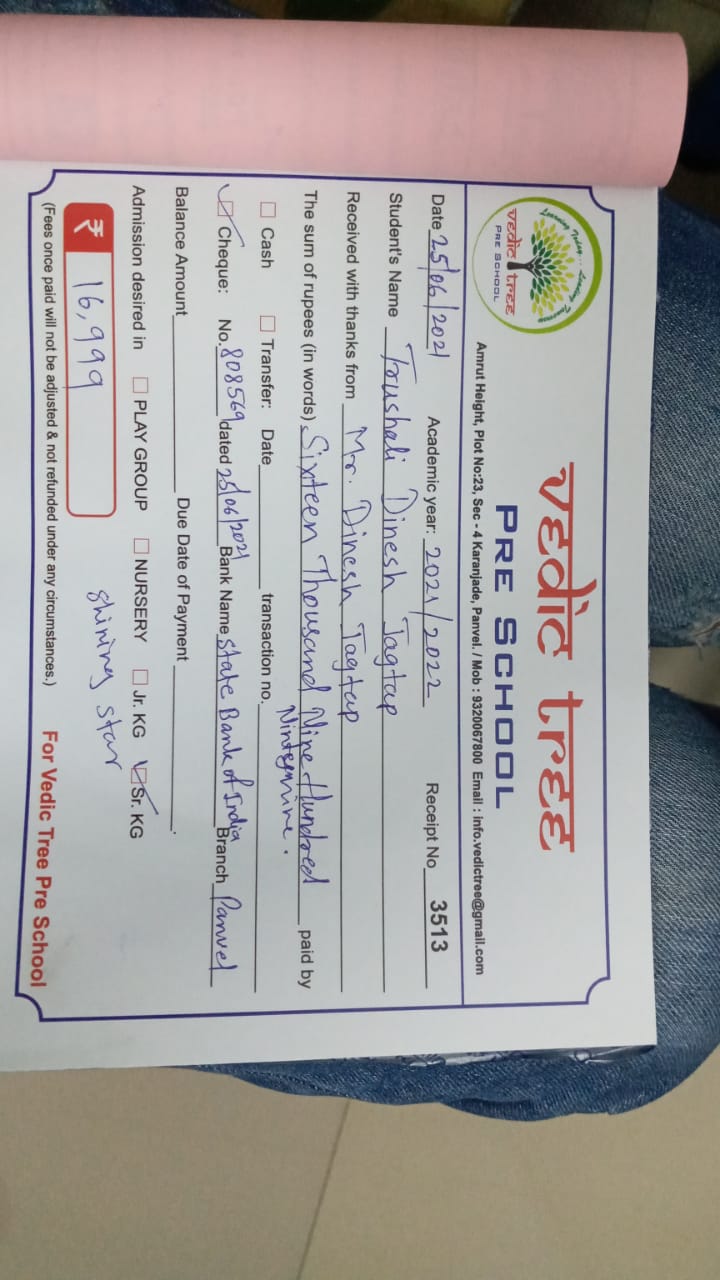 Learning Today... Leading Tomorrow
vedic tree
PRE SCHOOL
vedic tree
PRE SCHOOL
Amrut Height, Plot No:23, Sec - 4 Karanjade, Panvel. / Mob : 9320067800 Email : info.vedictree@gmail.com
Date 25/06/2021 Academic year: 2021/2022 Receipt No 3513
Student's Name Trushali Dinesh Jagtap
Received with thanks from Mr. Dinesh Jagtap
The sum of rupees (in words) Sixteen Thousand Nine Hundred paid by
Nintegnine.
Cash Transfer: Date transaction no.
Cheque: No. 808569 dated 25/06/2021 Bank Name State Bank of India Branch Panvel
Balance Amount Due Date of Payment
Admission desired in PLAY GROUP NURSERY Jr. KG Sr. KG
₹ 16,999 Shining Star
(Fees once paid will not be adjusted & not refunded under any circumstances.) For Vedic Tree Pre School